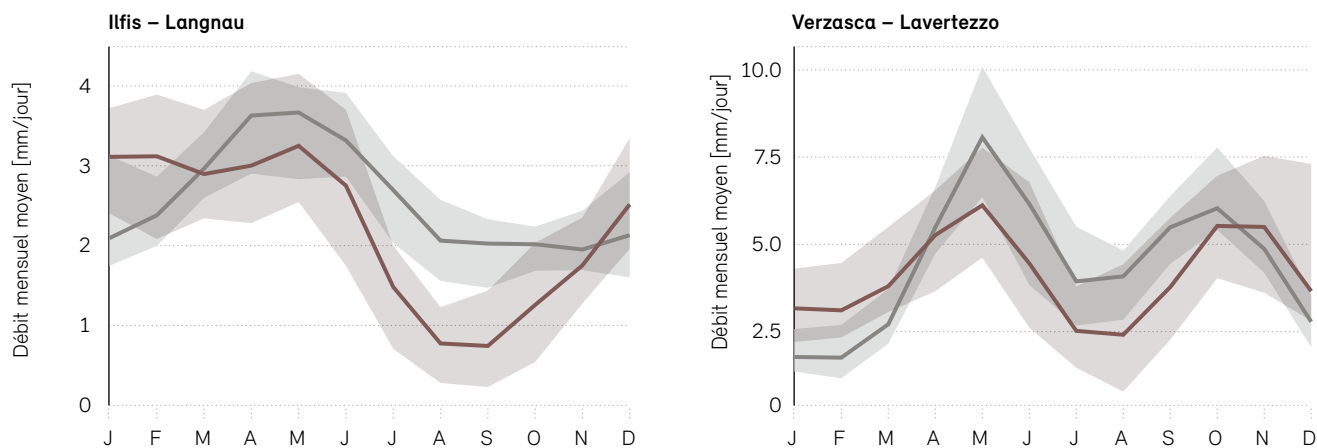 Ilfis – Langnau
Débit mensuel moyen [mm/jour]
4
3
2
1
0
J F M A M J J A S O N D
Verzasca – Lavertezzo
Débit mensuel moyen [mm/jour]
10.0
7.5
5.0
2.5
0
J F M A M J J A S O N D